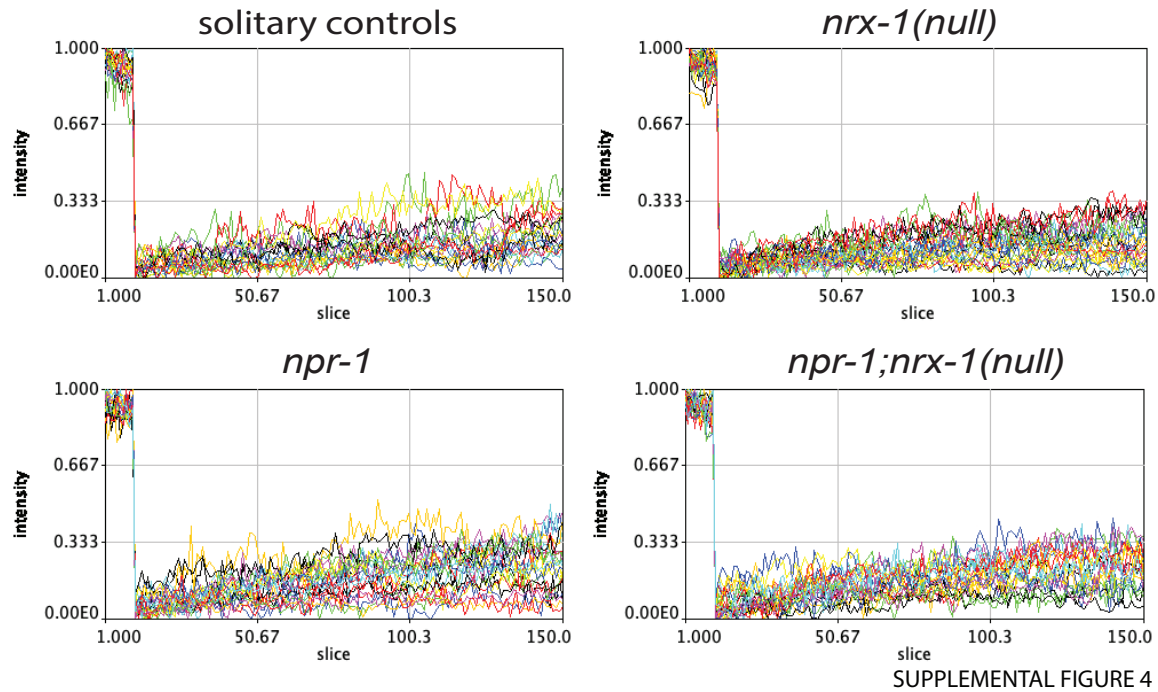 solitary controls
nrx-1(null)
1.000
0.667
0.333
0.00E0
intensity
1.000
50.67
100.3
150.0
slice
1.000
0.667
0.333
0.00E0
intensity
1.000
50.67
100.3
150.0
slice
npr-1
npr-1;nrx-1(null)
1.000
0.667
0.333
0.00E0
intensity
1.000
50.67
100.3
150.0
slice
1.000
0.667
0.333
0.00E0
intensity
1.000
50.67
100.3
150.0
slice
SUPPLEMENTAL FIGURE 4